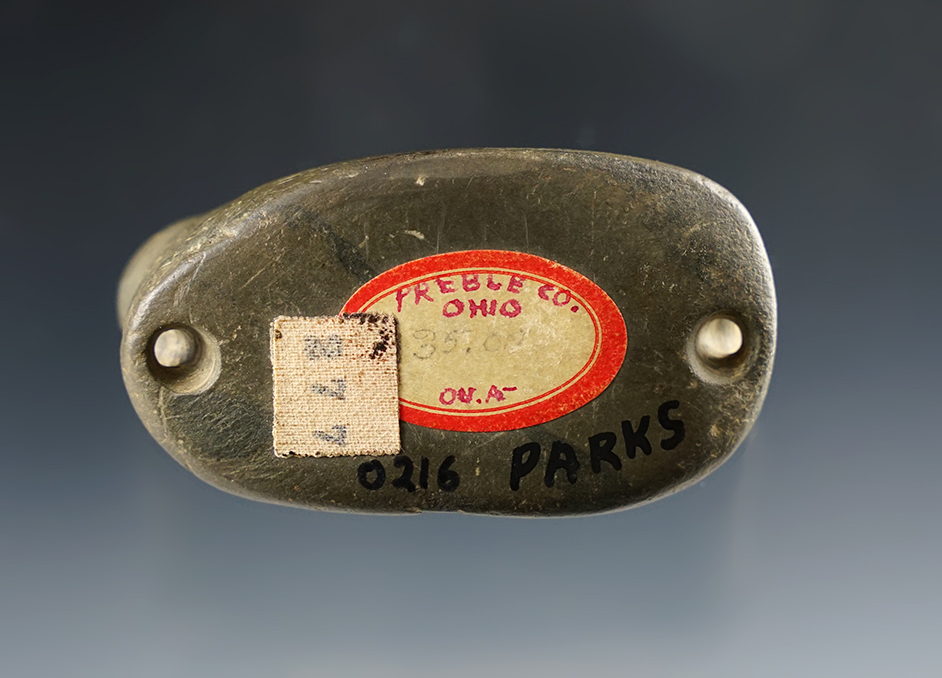 PREBLE CO.
OHIO
OV.A-
0216 PARKS